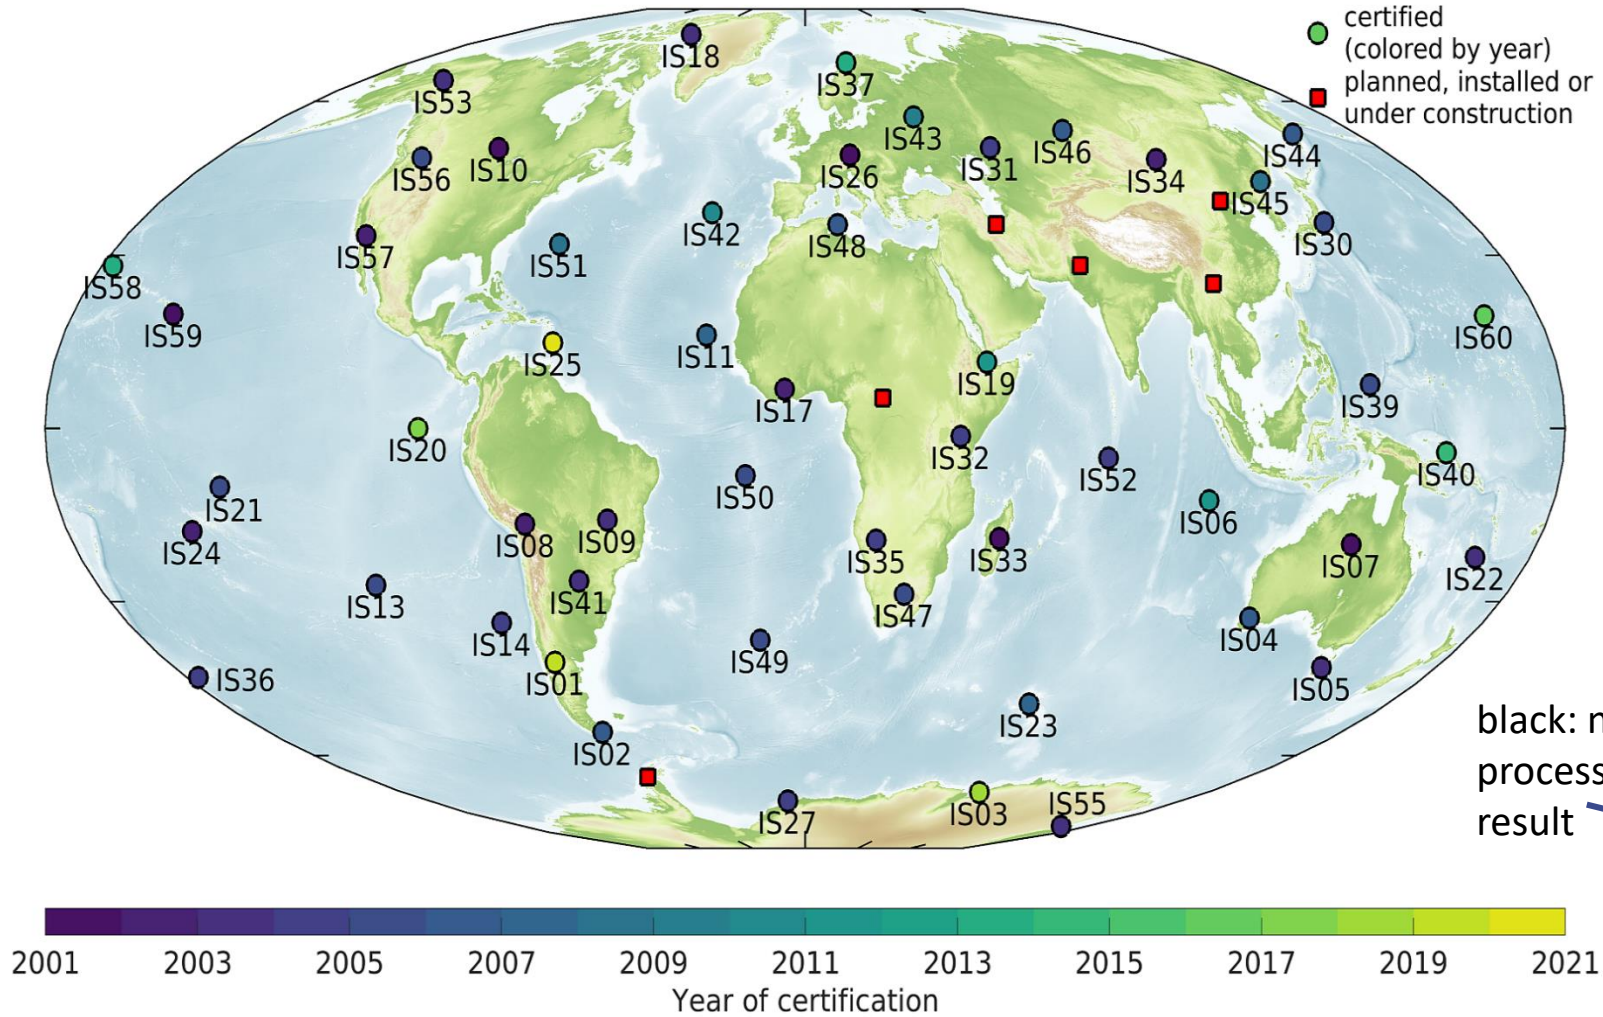 certified
(colored by year)
planned, installed or
under construction
IS18
IS37
IS53
IS43
IS44
IS56
IS10
IS26
IS31
IS46
IS34
IS45
IS57
IS51
IS42
IS48
IS30
IS58
IS59
IS25
IS11
IS60
IS17
IS19
IS39
IS20
IS32
IS52
IS40
IS21
IS50
IS06
IS24
IS08
IS09
IS35
IS33
IS07
IS22
IS13
IS41
IS47
IS14
IS04
IS36
IS01
IS49
IS05
IS23
IS02
IS27
IS03
IS55
black:
process
result
2001 2003 2005 2007 2009 2011 2013 2015 2017 2019 2021
Year of certification